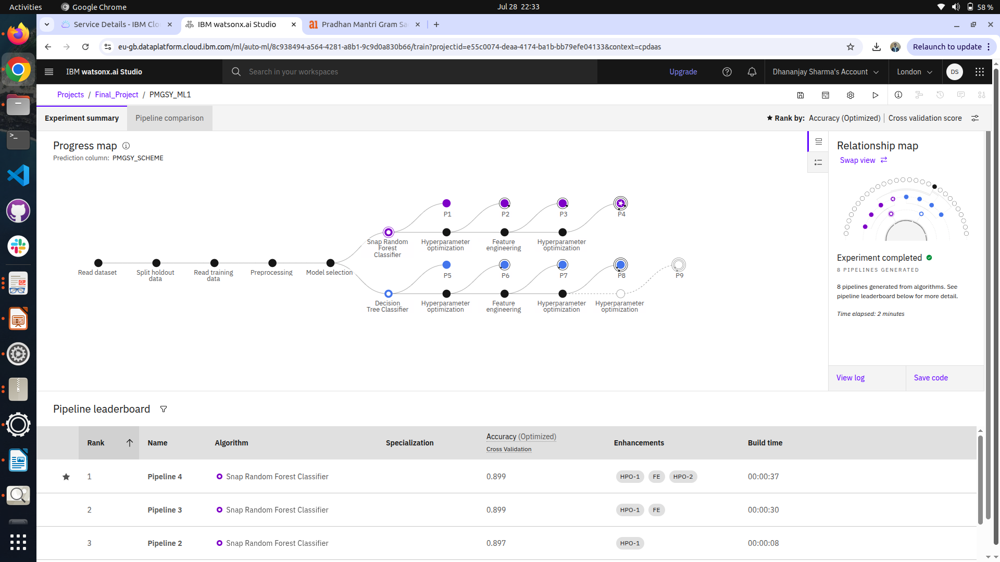 Activities
Google Chrome
Jul 28 22:33
58 %
Service Details - IBM Clo
IBM watsonx.ai Studio
Pradhan Mantri Gram Sa
eu-gb.dataplatform.cloud.ibm.com/ml/auto-ml/8c938494-a564-4281-a8b1-9c9d0a830b66/train?projectid=e55c0074-deaa-4174-ba1b-bb79efe04133&context=cpdaas
Relaunch to update
IBM watsonx.ai Studio
Search in your workspaces
Upgrade
Dhananjay Sharma's Account
London
DS
Projects / Final_Project / PMGSY_ML1
Experiment summary
Pipeline comparison
Rank by: Accuracy (Optimized) | Cross validation score
Progress map
Prediction column: PMGSY_SCHEME
P1
P2
P3
P4
Snap Random
Forest
Classifier
Hyperparameter
optimization
Feature
engineering
Hyperparameter
optimization
Read dataset
Split holdout
data
Read training
data
Preprocessing
Model selection
P5
P6
P7
P8
P9
Decision
Tree Classifier
Hyperparameter
optimization
Feature
engineering
Hyperparameter
optimization
Hyperparameter
optimization
Relationship map
Swap view
Experiment completed
8 PIPELINES GENERATED
8 pipelines generated from algorithms. See
pipeline leaderboard below for more detail.
Time elapsed: 2 minutes
View log
Save code
Pipeline leaderboard
Rank
Name
Algorithm
Specialization
Accuracy (Optimized)
Cross Validation
Enhancements
Build time
1 Pipeline 4 Snap Random Forest Classifier 0.899 HPO-1 FE HPO-2 00:00:37
2 Pipeline 3 Snap Random Forest Classifier 0.899 HPO-1 FE 00:00:30
3 Pipeline 2 Snap Random Forest Classifier 0.897 HPO-1 00:00:08